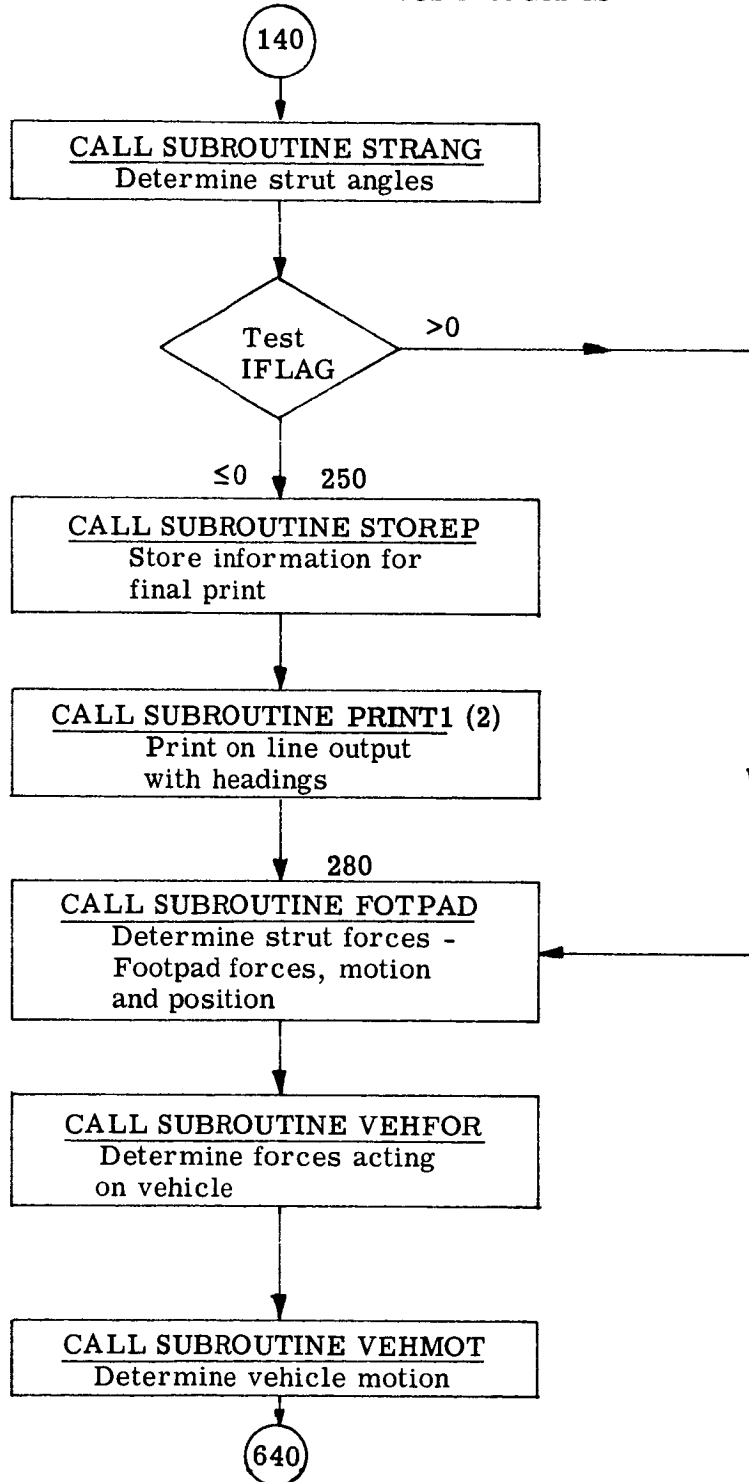 140
CALL SUBROUTINE STRANG
Determine strut angles
Test
IFLAG
>0
≤0 250
CALL SUBROUTINE STOREP
Store information for
final print
CALL SUBROUTINE PRINT1 (2)
Print on line output
with headings
280
CALL SUBROUTINE FOTPAD
Determine strut forces -
Footpad forces, motion
and position
CALL SUBROUTINE VEHFOR
Determine forces acting
on vehicle
CALL SUBROUTINE VEHMOT
Determine vehicle motion
640